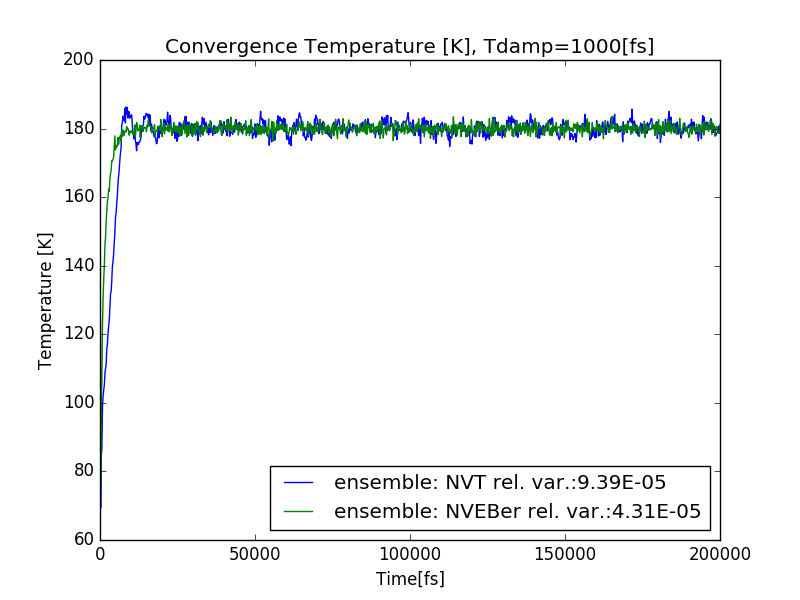 Convergence Temperature [K], Tdamp=1000[fs]
200
180
160
140
120
100
80
60
Temperature [K]
ensemble: NVT rel. var.:9.39E-05
ensemble: NVEBer rel. var.:4.31E-05
0 50000 100000 150000 200000
Time[fs]